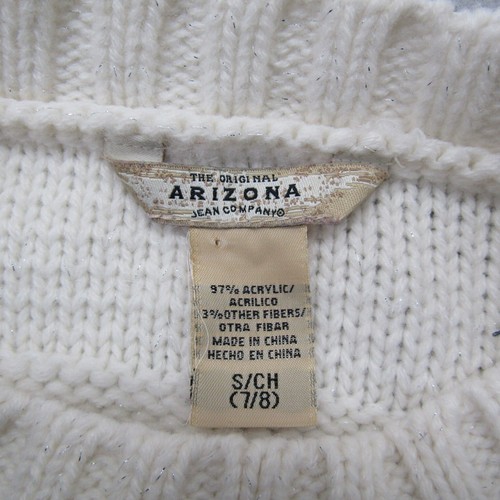 THE ORIGINAL
ARIZONA
JEAN COMPANY®
97% ACRYLIC/
ACRILICO
3% OTHER FIBERS/
OTRA FIBAR
MADE IN CHINA
HECHO EN CHINA
S/CH
(7/8)